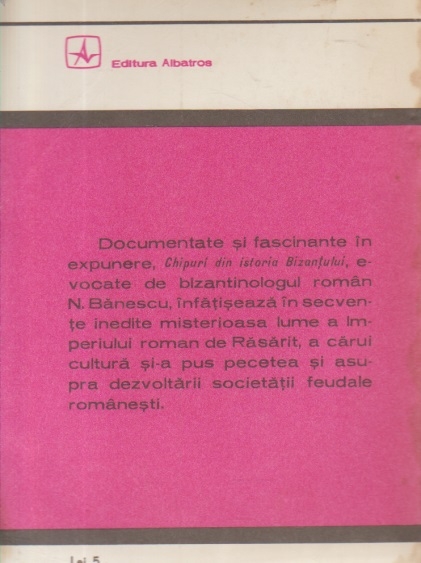 Editura Albatros
Documentate și fascinante în
expunere, Chipuri din istoria Bizanțului, e-
vocate de bizantinologul român
N. Bănescu, înfățișează în secven-
țe inedite misterioasa lume a Im-
periului roman de Răsărit, a cărui
cultură și-a pus pecetea și asu-
pra dezvoltării societății feudale
românești.
Lei 5